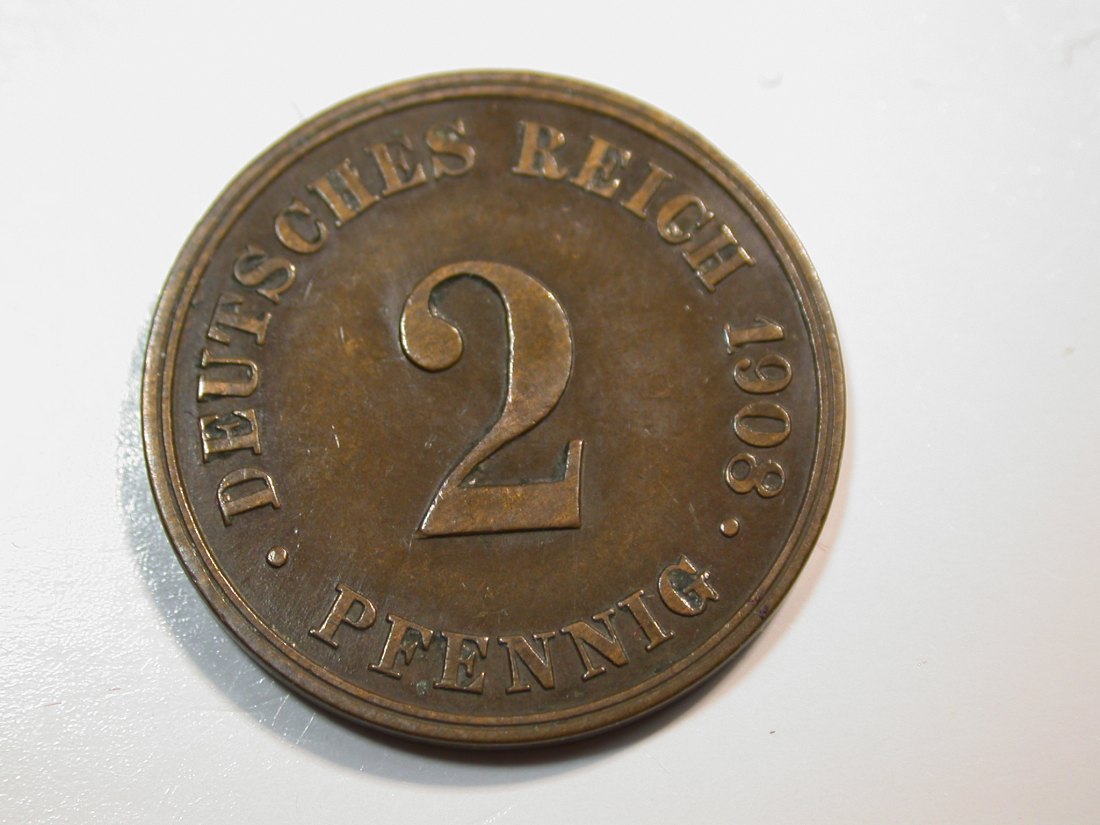 DEUTSCHES REICH 1908
2
PFENNIG